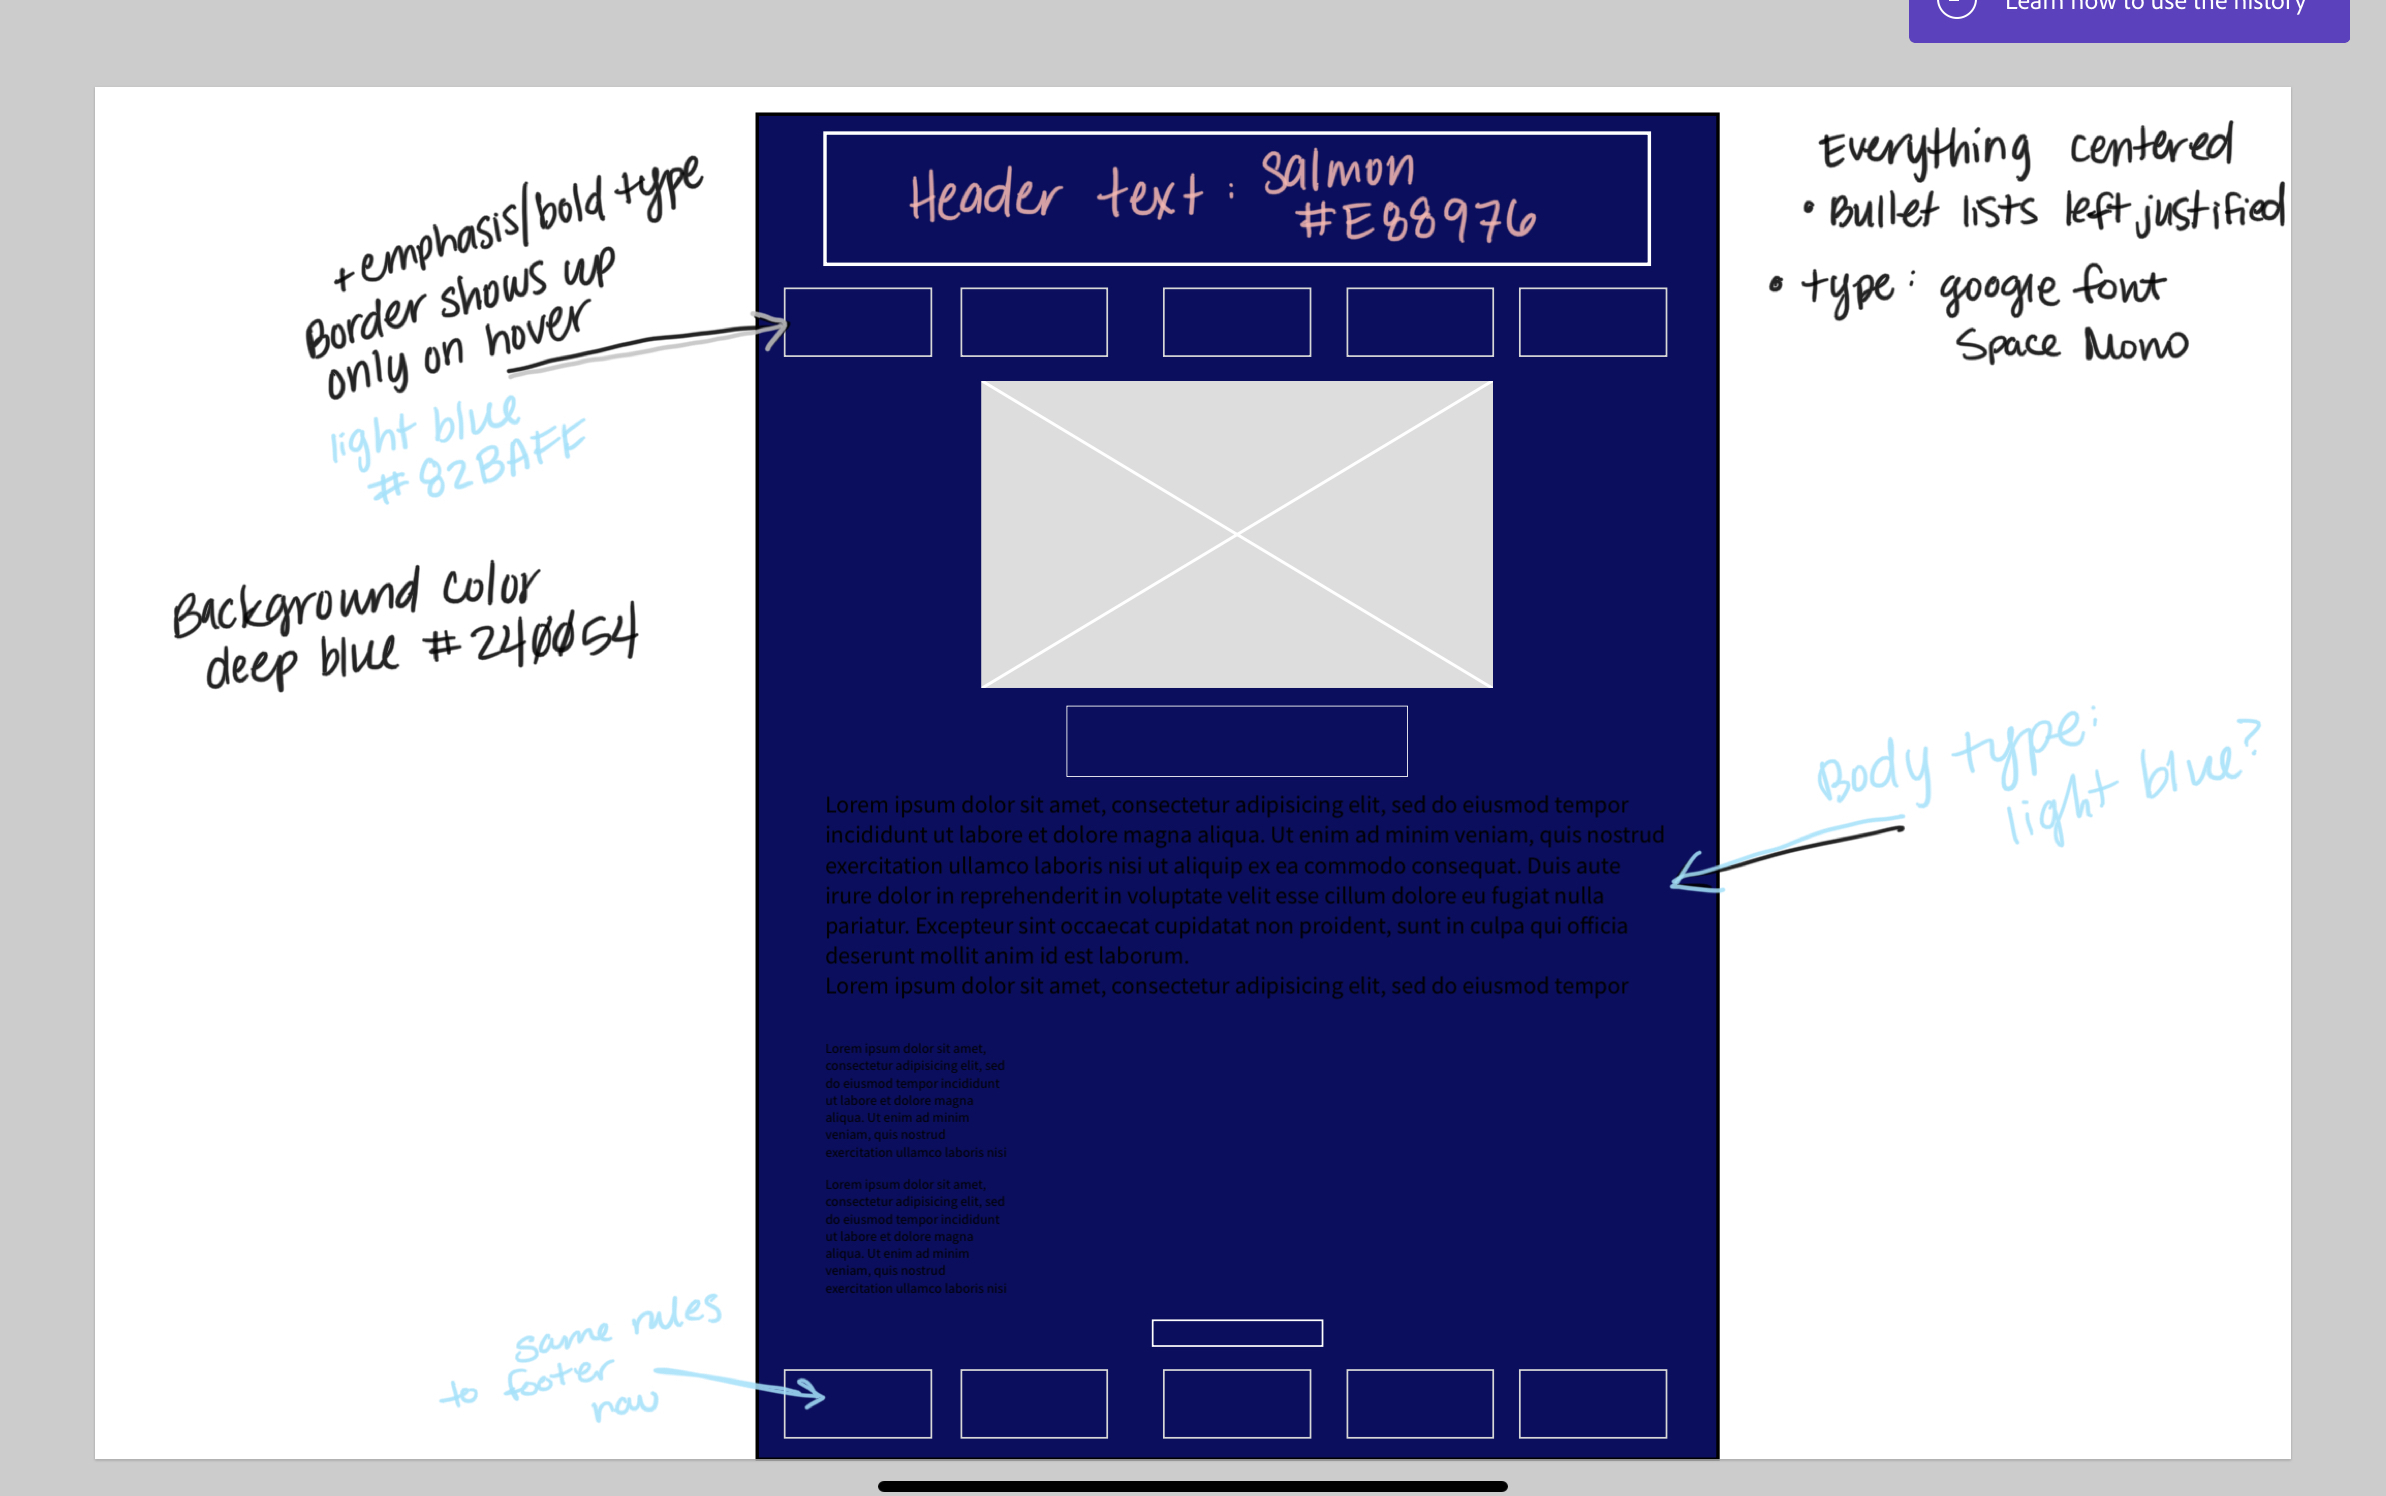 Learn how to use the history
+ emphasis/bold type
Border shows up
only on hover
light blue
#82BAFF
Background color
deep blue #240054
Header text: Salmon
#E88976
Everything centered
• Bullet lists left justified
• type: google font
Space Mono
Body type:
light blue?
Lorem ipsum dolor sit amet, consectetur adipisicing elit, sed do eiusmod tempor
incididunt ut labore et dolore magna aliqua. Ut enim ad minim veniam, quis nostrud
exercitation ullamco laboris nisi ut aliquip ex ea commodo consequat. Duis aute
irure dolor in reprehenderit in voluptate velit esse cillum dolore eu fugiat nulla
pariatur. Excepteur sint occaecat cupidatat non proident, sunt in culpa qui officia
deserunt mollit anim id est laborum.
Lorem ipsum dolor sit amet, consectetur adipisicing elit, sed do eiusmod tempor
Lorem ipsum dolor sit amet,
consectetur adipisicing elit, sed
do eiusmod tempor incididunt
ut labore et dolore magna
aliqua. Ut enim ad minim
veniam, quis nostrud
exercitation ullamco laboris nisi
Lorem ipsum dolor sit amet,
consectetur adipisicing elit, sed
do eiusmod tempor incididunt
ut labore et dolore magna
aliqua. Ut enim ad minim
veniam, quis nostrud
exercitation ullamco laboris nisi
same rules
to footer
row